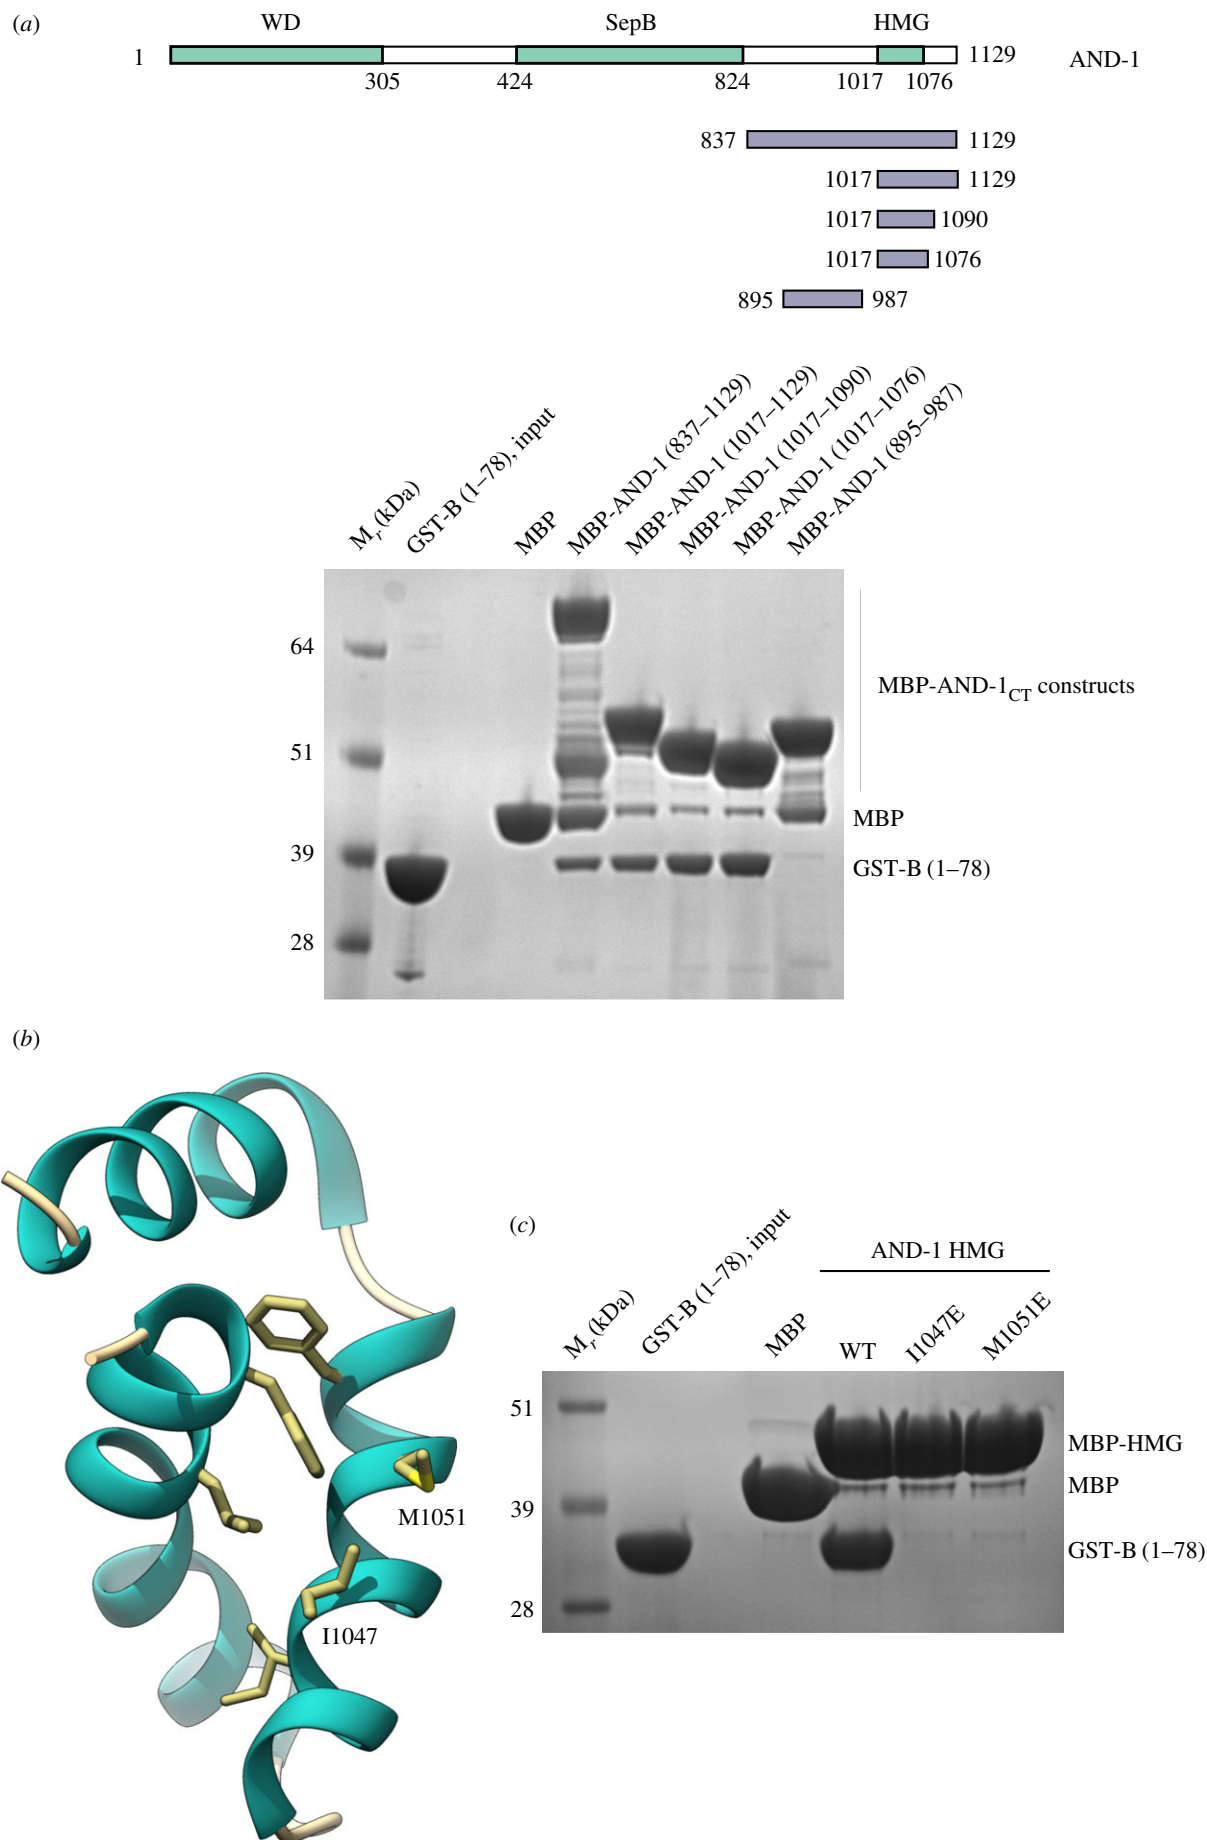 (a)
WD SepB HMG
1 1129 AND-1
305 424 824 1017 1076
837 1129
1017 1129
1017 1090
1017 1076
895 987
Mr (kDa)
GST-B (1–78), input
MBP
MBP-AND-1 (837–1129)
MBP-AND-1 (1017–1129)
MBP-AND-1 (1017–1090)
MBP-AND-1 (1017–1076)
MBP-AND-1 (895–987)
64
MBP-AND-1CT constructs
51
MBP
39
GST-B (1–78)
28
(b)
M1051
I1047
(c)
Mr (kDa)
GST-B (1–78), input
MBP
AND-1 HMG
WT
I1047E
M1051E
51
MBP-HMG
MBP
39
GST-B (1–78)
28